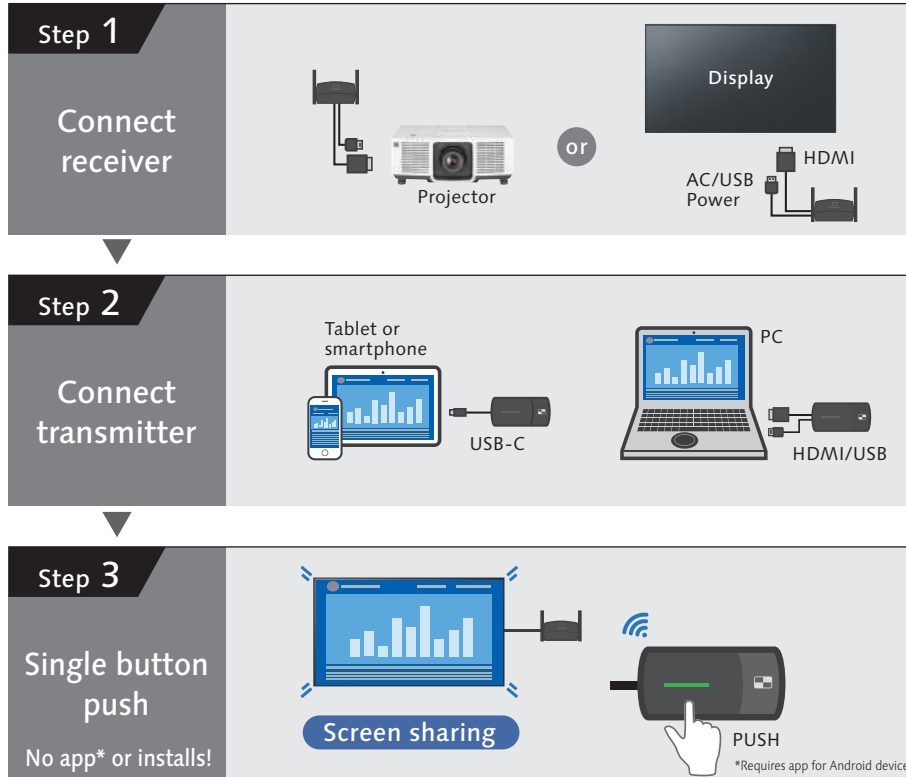 Step 1
Connect
receiver
Projector
or
Display
HDMI
AC/USB
Power
Step 2
Connect
transmitter
Tablet or
smartphone
USB-C
PC
HDMI/USB
Step 3
Single button
push
No app* or installs!
Screen sharing
PUSH
*Requires app for Android device